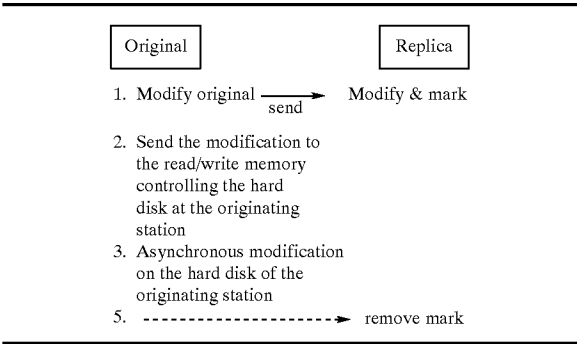 Original Replica
1. Modify original send Modify & mark
2. Send the modification to
the read/write memory
controlling the hard
disk at the originating
station
3. Asynchronous modification
on the hard disk of the
originating station
5. remove mark